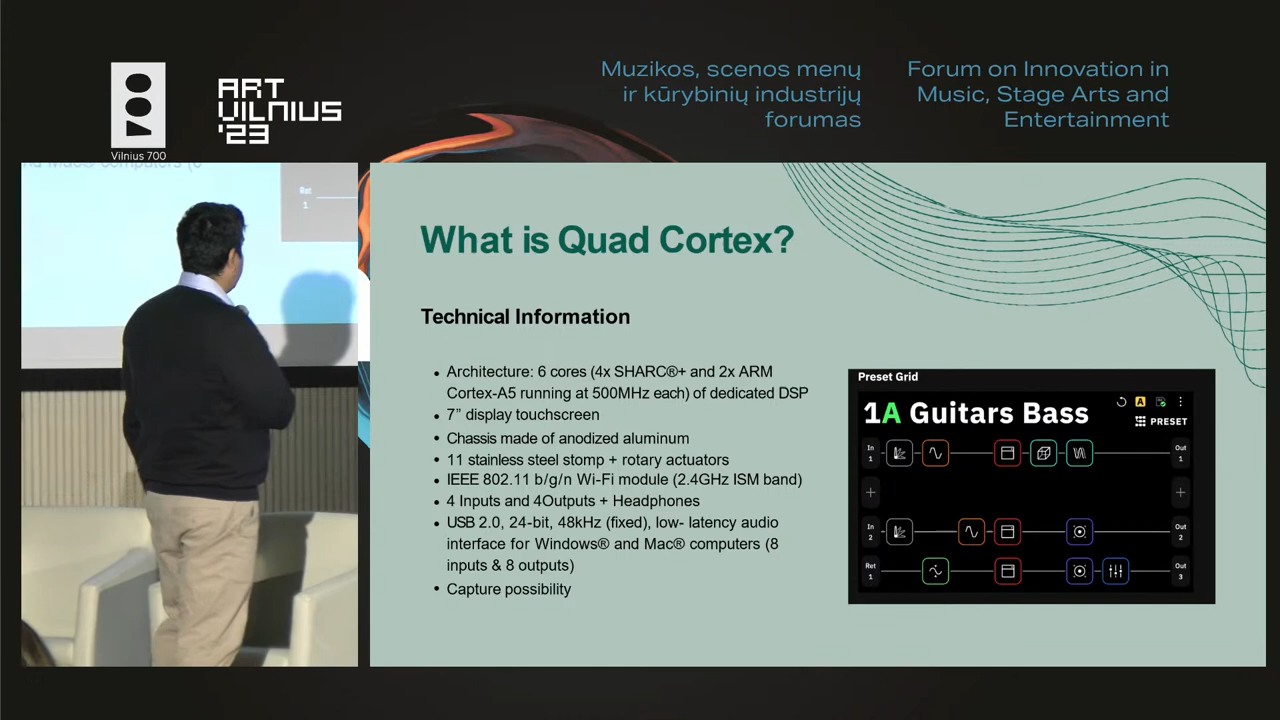 Vilnius 700
ART
VILNIUS
'23
Muzikos, scenos menų
ir kūrybinių industrijų
forumas
Forum on Innovation in
Music, Stage Arts and
Entertainment
What is Quad Cortex?
Technical Information
• Architecture: 6 cores (4x SHARC®+ and 2x ARM
Cortex-A5 running at 500MHz each) of dedicated DSP
• 7” display touchscreen
• Chassis made of anodized aluminum
• 11 stainless steel stomp + rotary actuators
• IEEE 802.11 b/g/n Wi-Fi module (2.4GHz ISM band)
• 4 Inputs and 4Outputs + Headphones
• USB 2.0, 24-bit, 48kHz (fixed), low- latency audio
interface for Windows® and Mac® computers (8
inputs & 8 outputs)
• Capture possibility
Preset Grid
1A Guitars Bass
A
PRESET
In
1
Out
1
In
2
Out
2
Ret
1
Out
3
Mac® computers (8
Ret
1